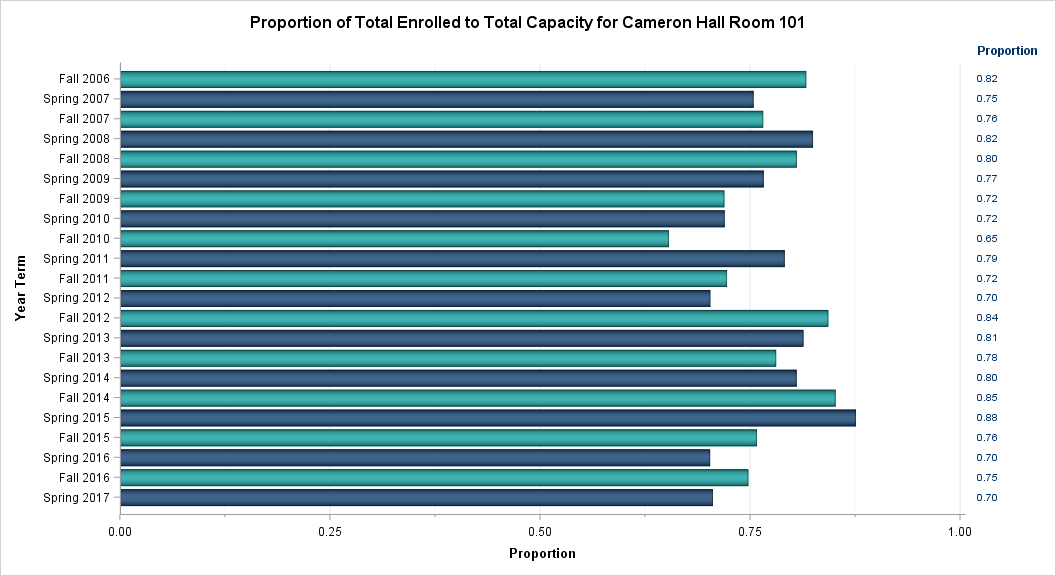 Proportion of Total Enrolled to Total Capacity for Cameron Hall Room 101
Proportion
Fall 2006 0.82
Spring 2007 0.75
Fall 2007 0.76
Spring 2008 0.82
Fall 2008 0.80
Spring 2009 0.77
Fall 2009 0.72
Spring 2010 0.72
Fall 2010 0.65
Spring 2011 0.79
Fall 2011 0.72
Spring 2012 0.70
Fall 2012 0.84
Spring 2013 0.81
Fall 2013 0.78
Spring 2014 0.80
Fall 2014 0.85
Spring 2015 0.88
Fall 2015 0.76
Spring 2016 0.70
Fall 2016 0.75
Spring 2017 0.70
Year Term
0.00 0.25 0.50 0.75 1.00
Proportion